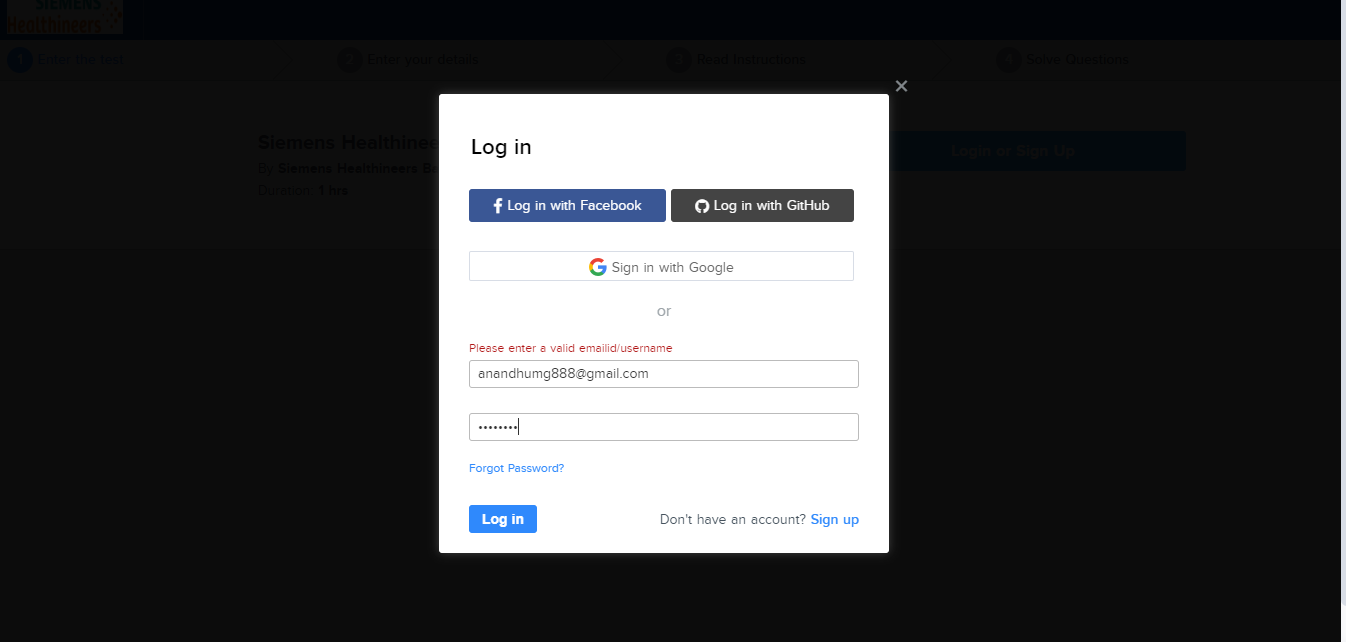 SIEMENS
Healthineers
1 Enter the test
2 Enter your details
3 Read Instructions
4 Solve Questions
Siemens Healthinee
By Siemens Healthineers Ba
Duration: 1 hrs
Login or Sign Up
Log in
Log in with Facebook
Log in with GitHub
Sign in with Google
or
Please enter a valid emailid/username
anandhumg888@gmail.com
••••••••
Forgot Password?
Log in
Don't have an account? Sign up